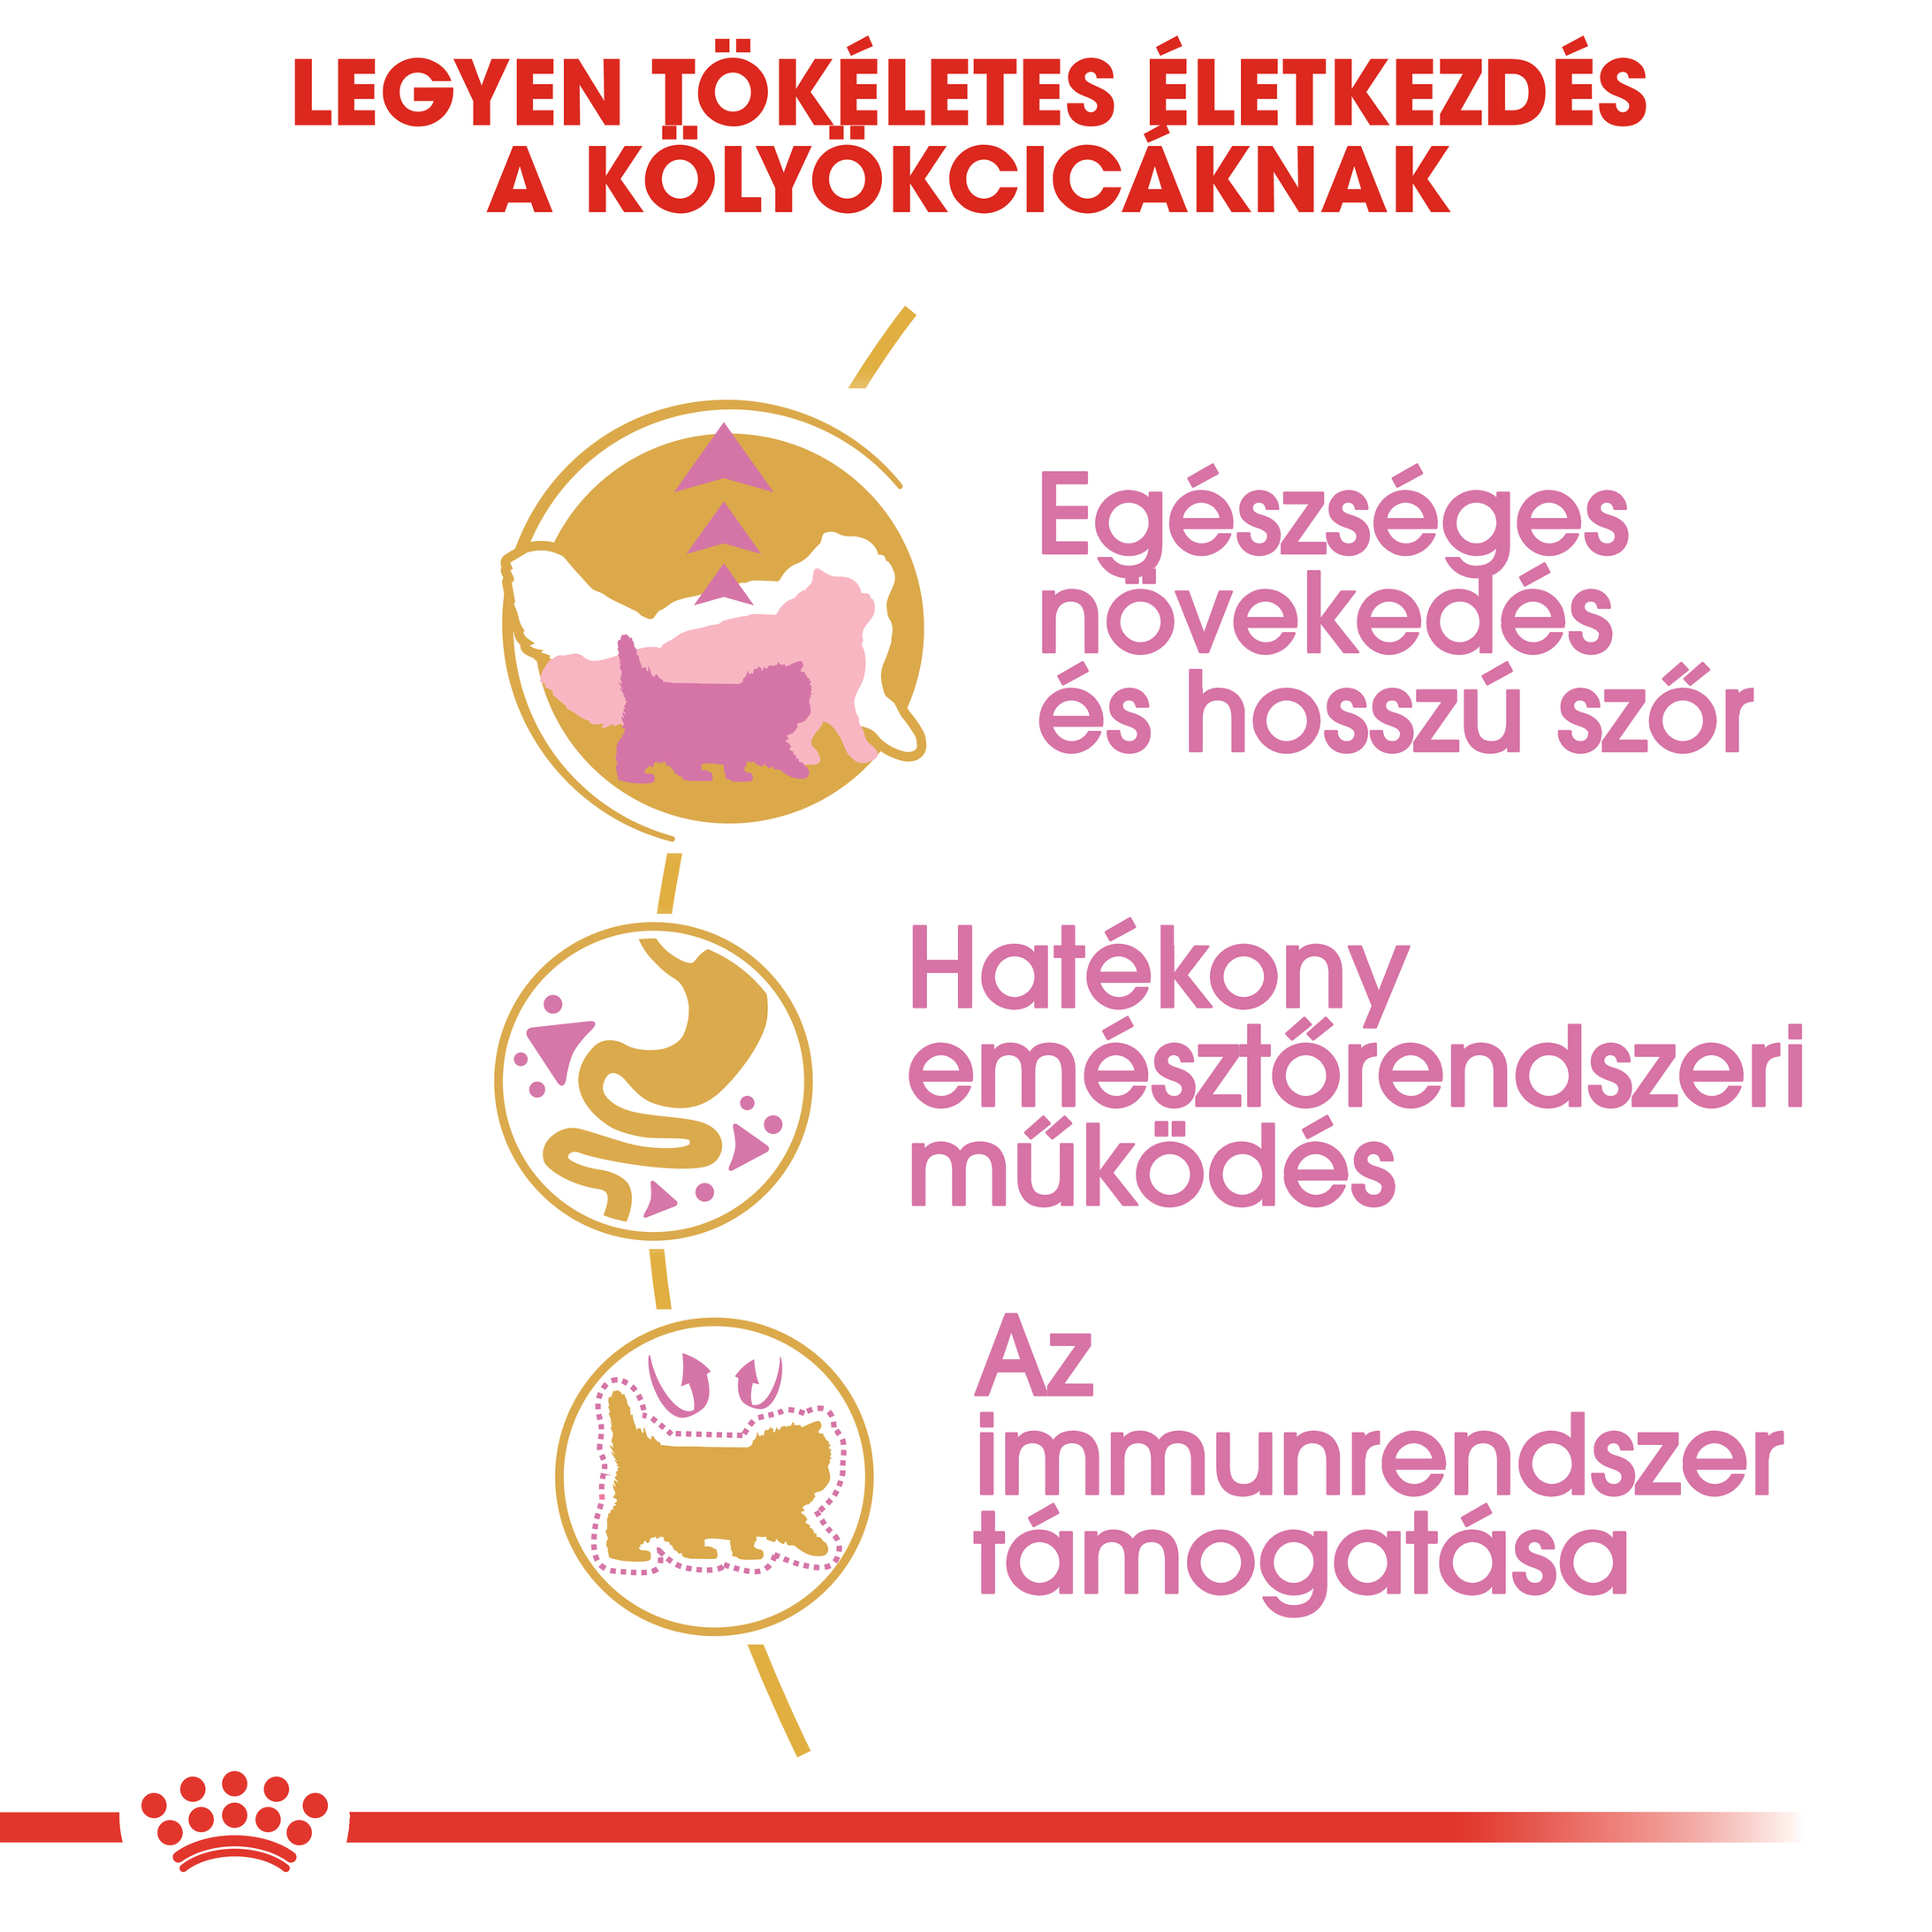 LEGYEN TÖKÉLETES ÉLETKEZDÉS
A KÖLYÖKCICÁKNAK
Egészséges
növekedés
és hosszú szőr
Hatékony
emésztőrendszeri
működés
Az
immunrendszer
támogatása